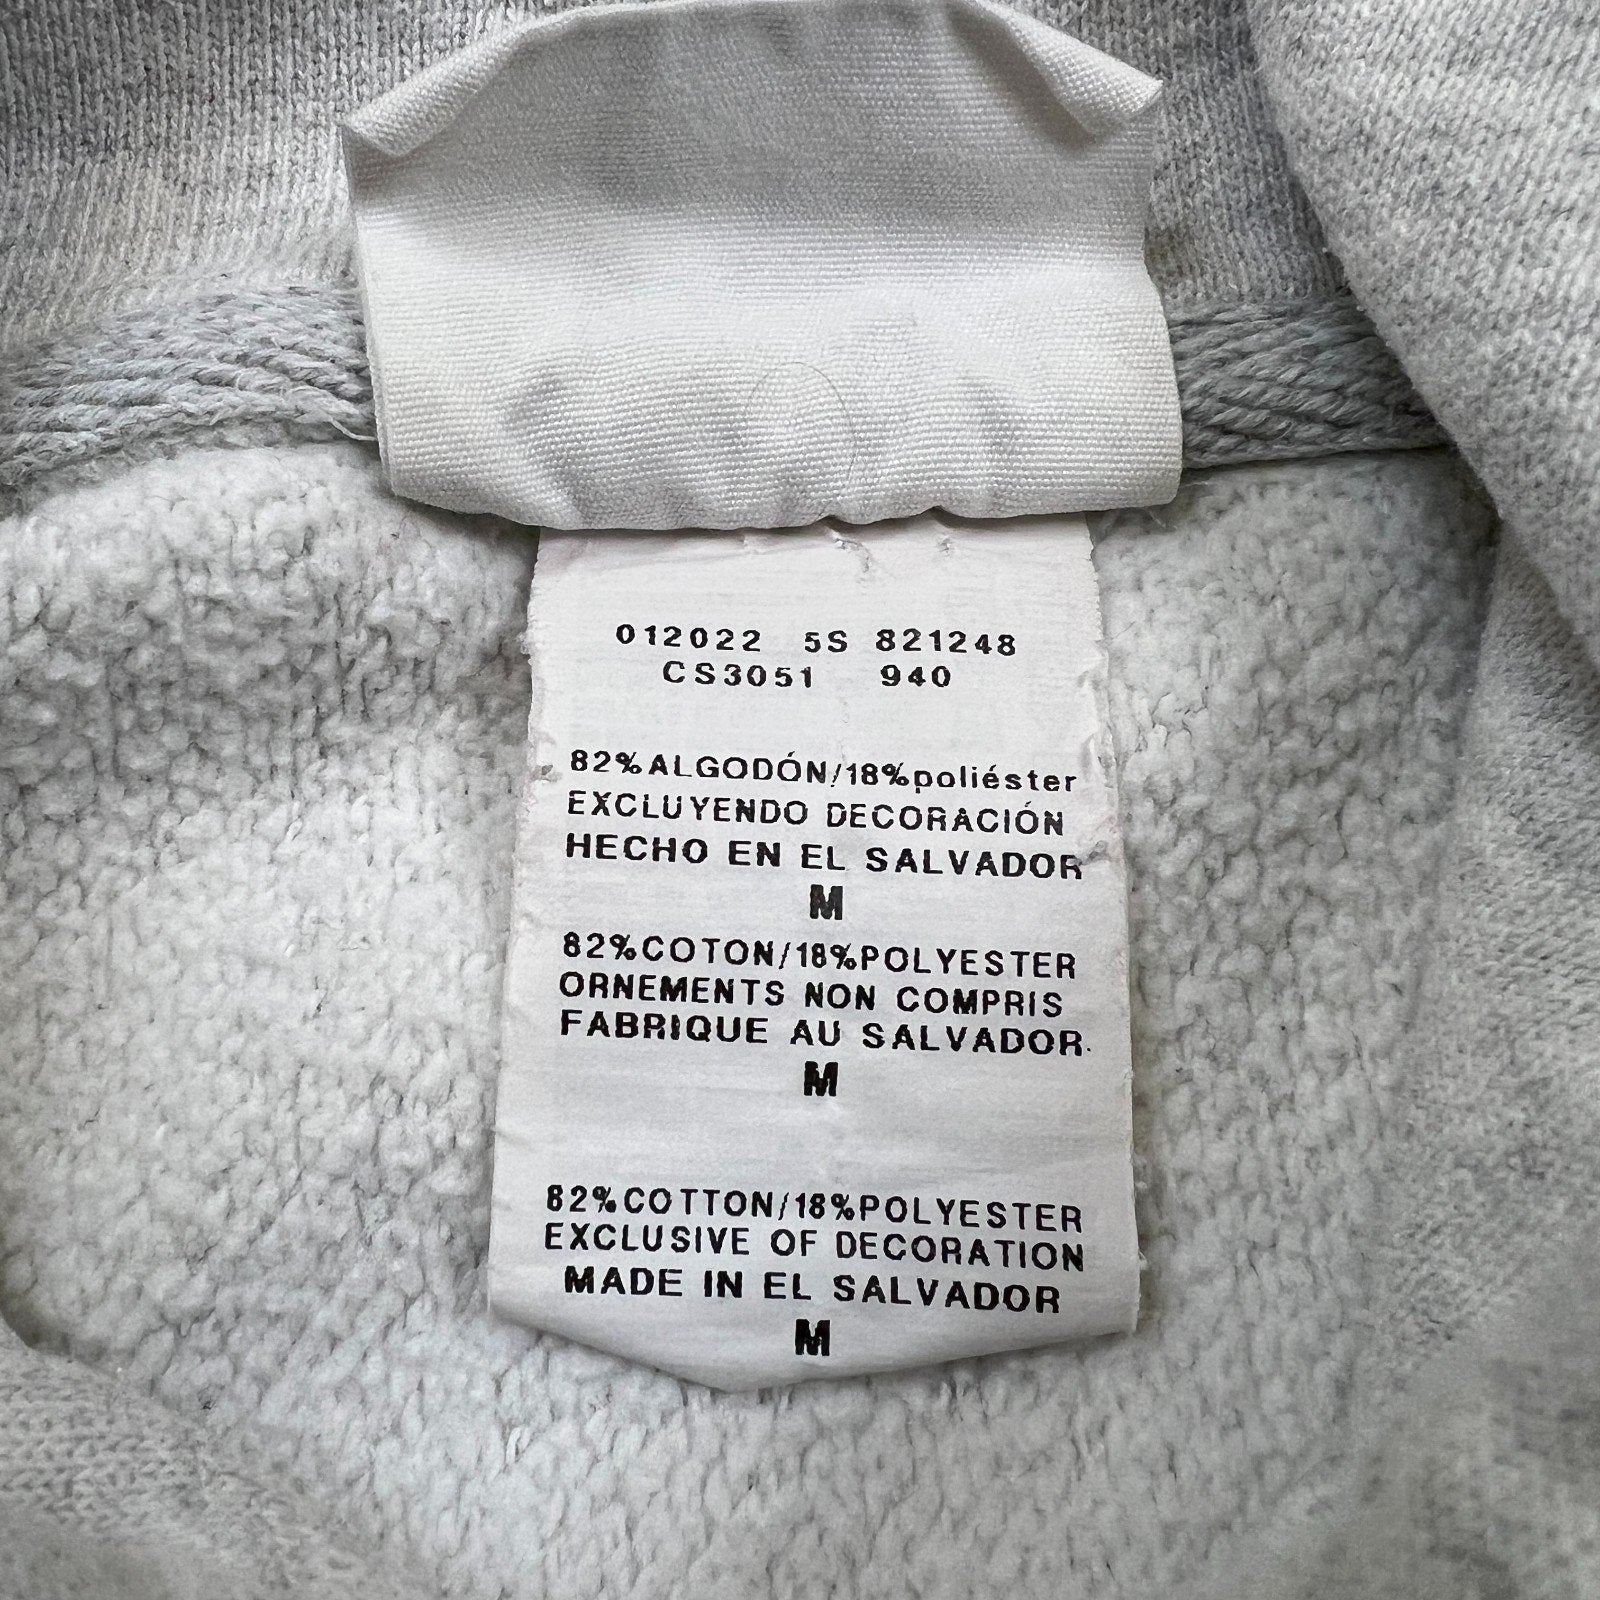 012022 5S 821248
CS3051 940
82%ALGODÓN/18%poliéster
EXCLUYENDO DECORACIÓN
HECHO EN EL SALVADOR
M
82%COTON/18%POLYESTER
ORNEMENTS NON COMPRIS
FABRIQUE AU SALVADOR.
M
82%COTTON/18%POLYESTER
EXCLUSIVE OF DECORATION
MADE IN EL SALVADOR
M